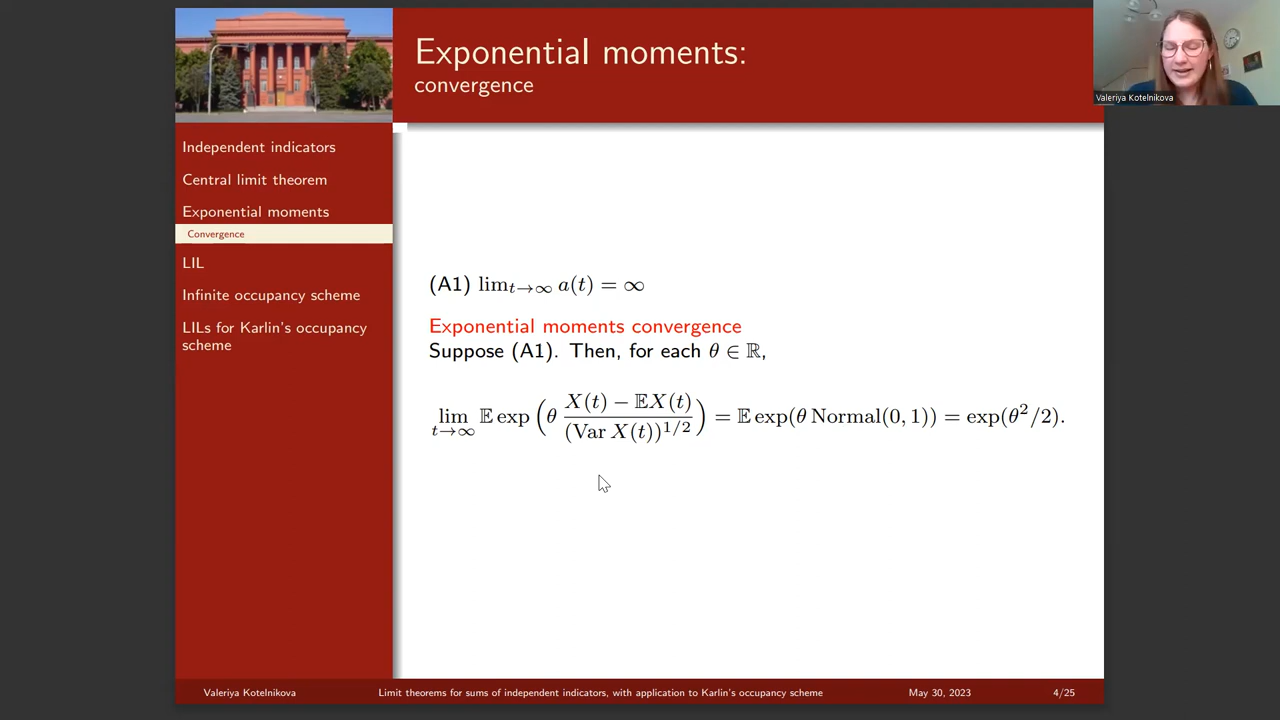 Exponential moments:
convergence
Valeriya Kotelnikova
Independent indicators
Central limit theorem
Exponential moments
Convergence
LIL
Infinite occupancy scheme
LILs for Karlin's occupancy
scheme
(A1) lim_{t→∞} a(t) = ∞
Exponential moments convergence
Suppose (A1). Then, for each θ ∈ ℝ,
lim_{t→∞} 𝔼 exp (θ (X(t) − 𝔼X(t))/(Var X(t))^{1/2}) = 𝔼 exp(θ Normal(0, 1)) = exp(θ²/2).
Valeriya Kotelnikova
Limit theorems for sums of independent indicators, with application to Karlin's occupancy scheme
May 30, 2023
4/25